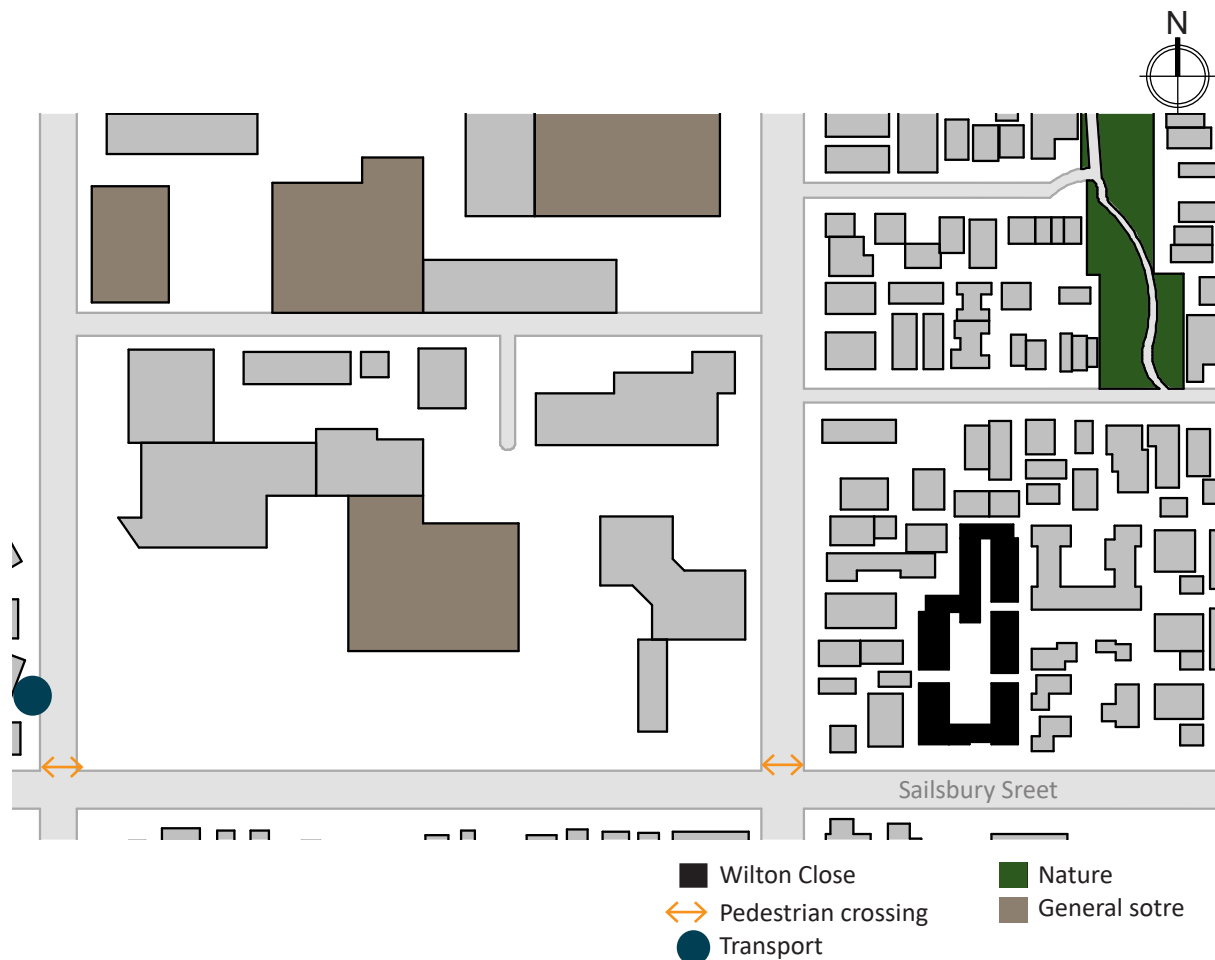 N
Sailsbury Sreet
Wilton Close
Pedestrian crossing
Transport
Nature
General sotre